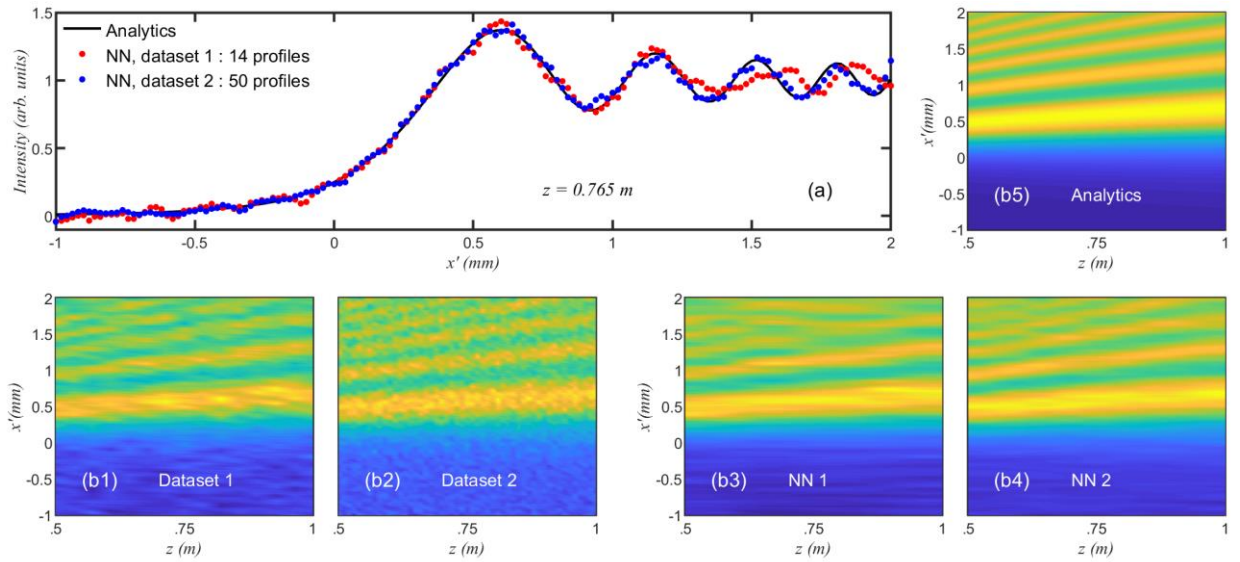 Analytics
NN, dataset 1 : 14 profiles
NN, dataset 2 : 50 profiles
Intensity (arb. units)
1.5
1
0.5
0
-1
-0.5
0
0.5
1
1.5
2
z = 0.765 m
(a)
x' (mm)
2
1.5
1
0.5
0
-0.5
-1
x'(mm)
(b5) Analytics
.5
.75
1
z (m)
2
1.5
1
0.5
0
-0.5
-1
x'(mm)
(b1) Dataset 1
.5
.75
1
z (m)
(b2) Dataset 2
.5
.75
1
z (m)
2
1.5
1
0.5
0
-0.5
-1
x'(mm)
(b3) NN 1
.5
.75
1
z (m)
(b4) NN 2
.5
.75
1
z (m)